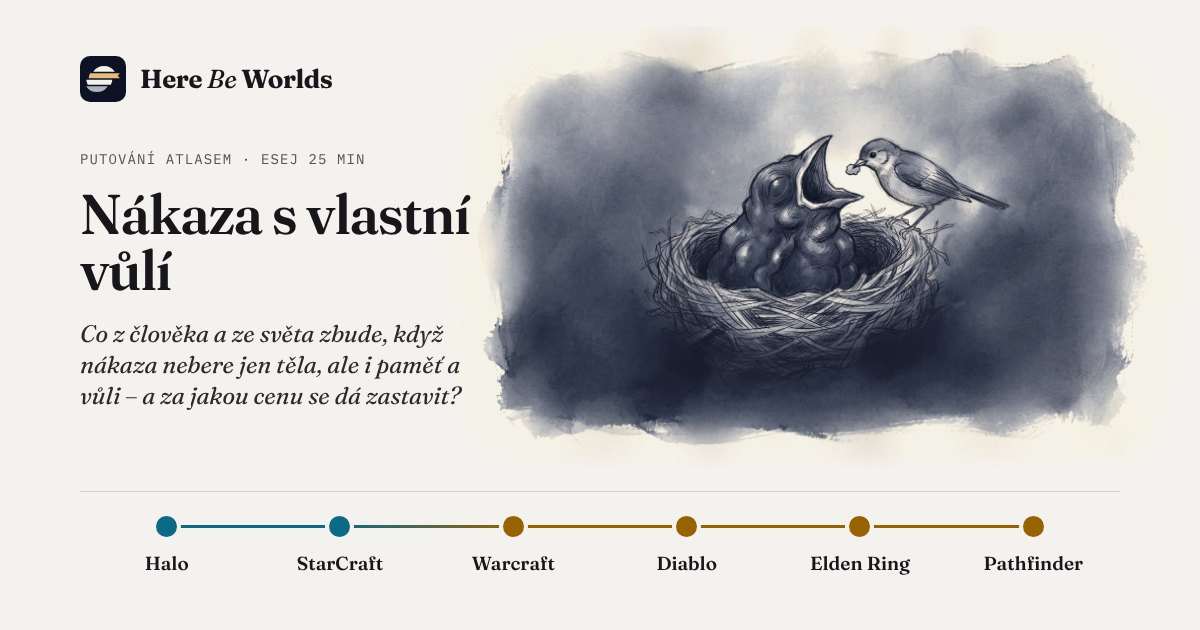 Here Be Worlds
PUTOVÁNÍ ATLASEM · ESEJ 25 MIN
Nákaza s vlastní
vůlí
Co z člověka a ze světa zbude, když
nákaza nebere jen těla, ale i paměť a
vůli – a za jakou cenu se dá zastavit?
Halo
StarCraft
Warcraft
Diablo
Elden Ring
Pathfinder